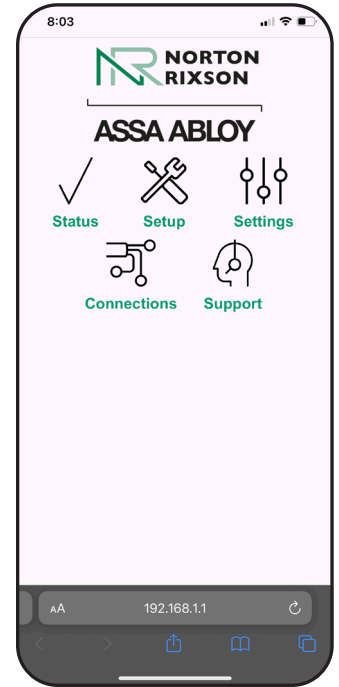 8:03
NORTON
RIXSON
ASSA ABLOY
Status Setup Settings
Connections Support
AA 192.168.1.1